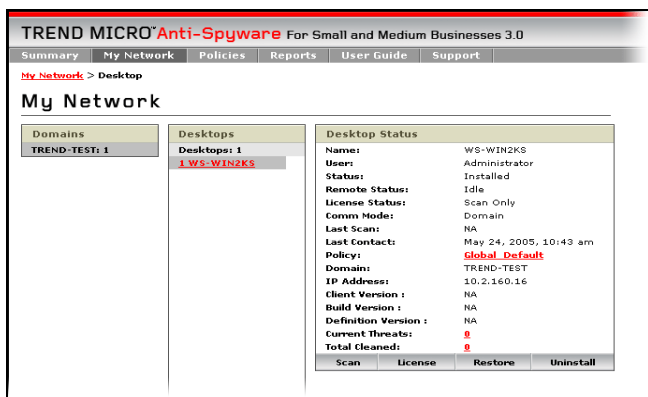 TREND MICRO™ Anti-Spyware For Small and Medium Businesses 3.0
Summary My Network Policies Reports User Guide Support
My Network > Desktop
My Network
Domains
TREND-TEST: 1
Desktops
Desktops: 1
1 WS-WIN2KS
Desktop Status
Name: WS-WIN2KS
User: Administrator
Status: Installed
Remote Status: Idle
License Status: Scan Only
Comm Mode: Domain
Last Scan: NA
Last Contact: May 24, 2005, 10:43 am
Policy: Global_Default
Domain: TREND-TEST
IP Address: 10.2.160.16
Client Version : NA
Build Version : NA
Definition Version : NA
Current Threats: 0
Total Cleaned: 0
Scan License Restore Uninstall